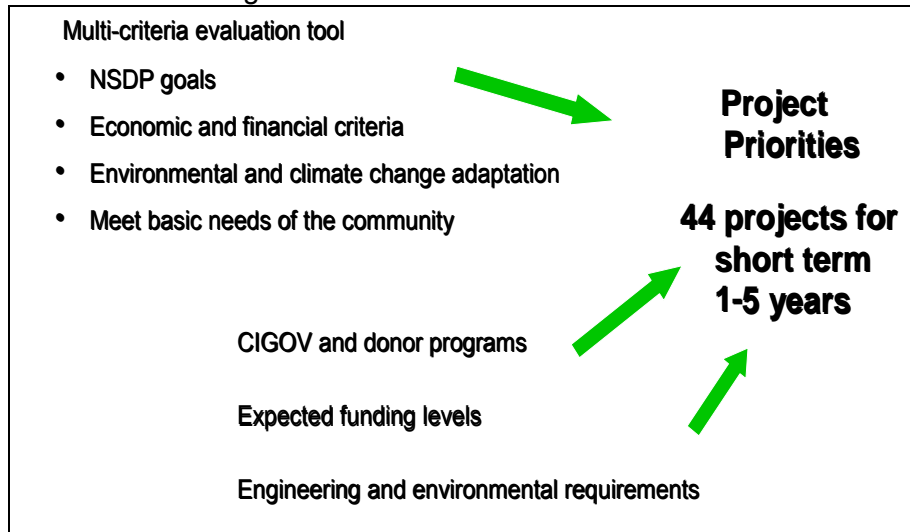 Multi-criteria evaluation tool
• NSDP goals
• Economic and financial criteria
• Environmental and climate change adaptation
• Meet basic needs of the community
Project
Priorities
44 projects for
short term
1-5 years
CIGOV and donor programs
Expected funding levels
Engineering and environmental requirements